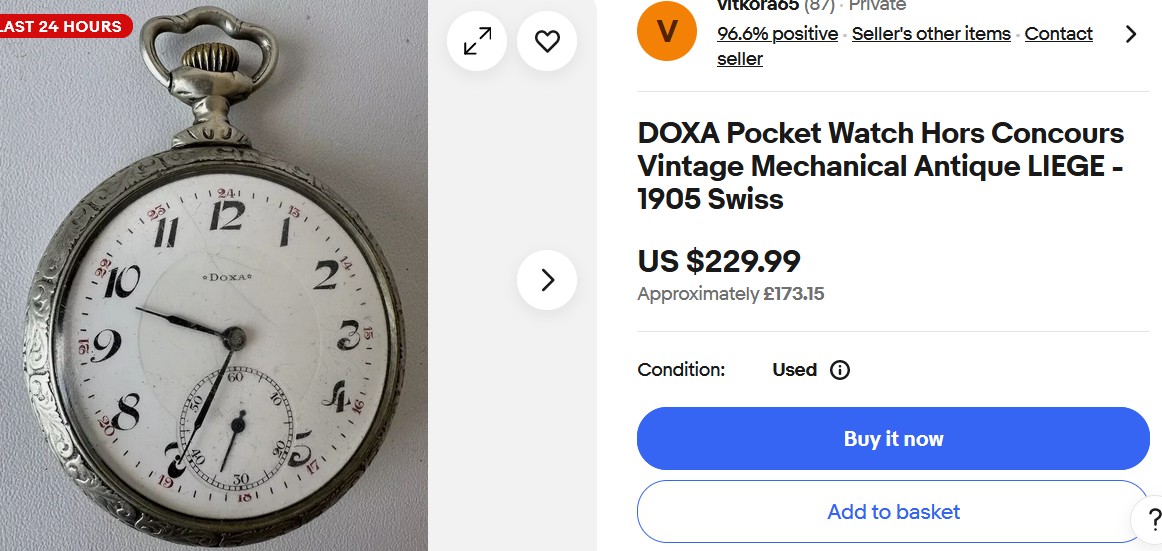 LAST 24 HOURS
V
vitkora65 (87) · Private
96.6% positive · Seller's other items · Contact
seller
DOXA Pocket Watch Hors Concours
Vintage Mechanical Antique LIEGE -
1905 Swiss
US $229.99
Approximately £173.15
Condition: Used
Buy it now
Add to basket
?
24
23 13
12
11 1
22 14
10 2
DOXA
21 9 3 15
60
50 10
8 4
20 16
40 20
7 5
19 30 17
18